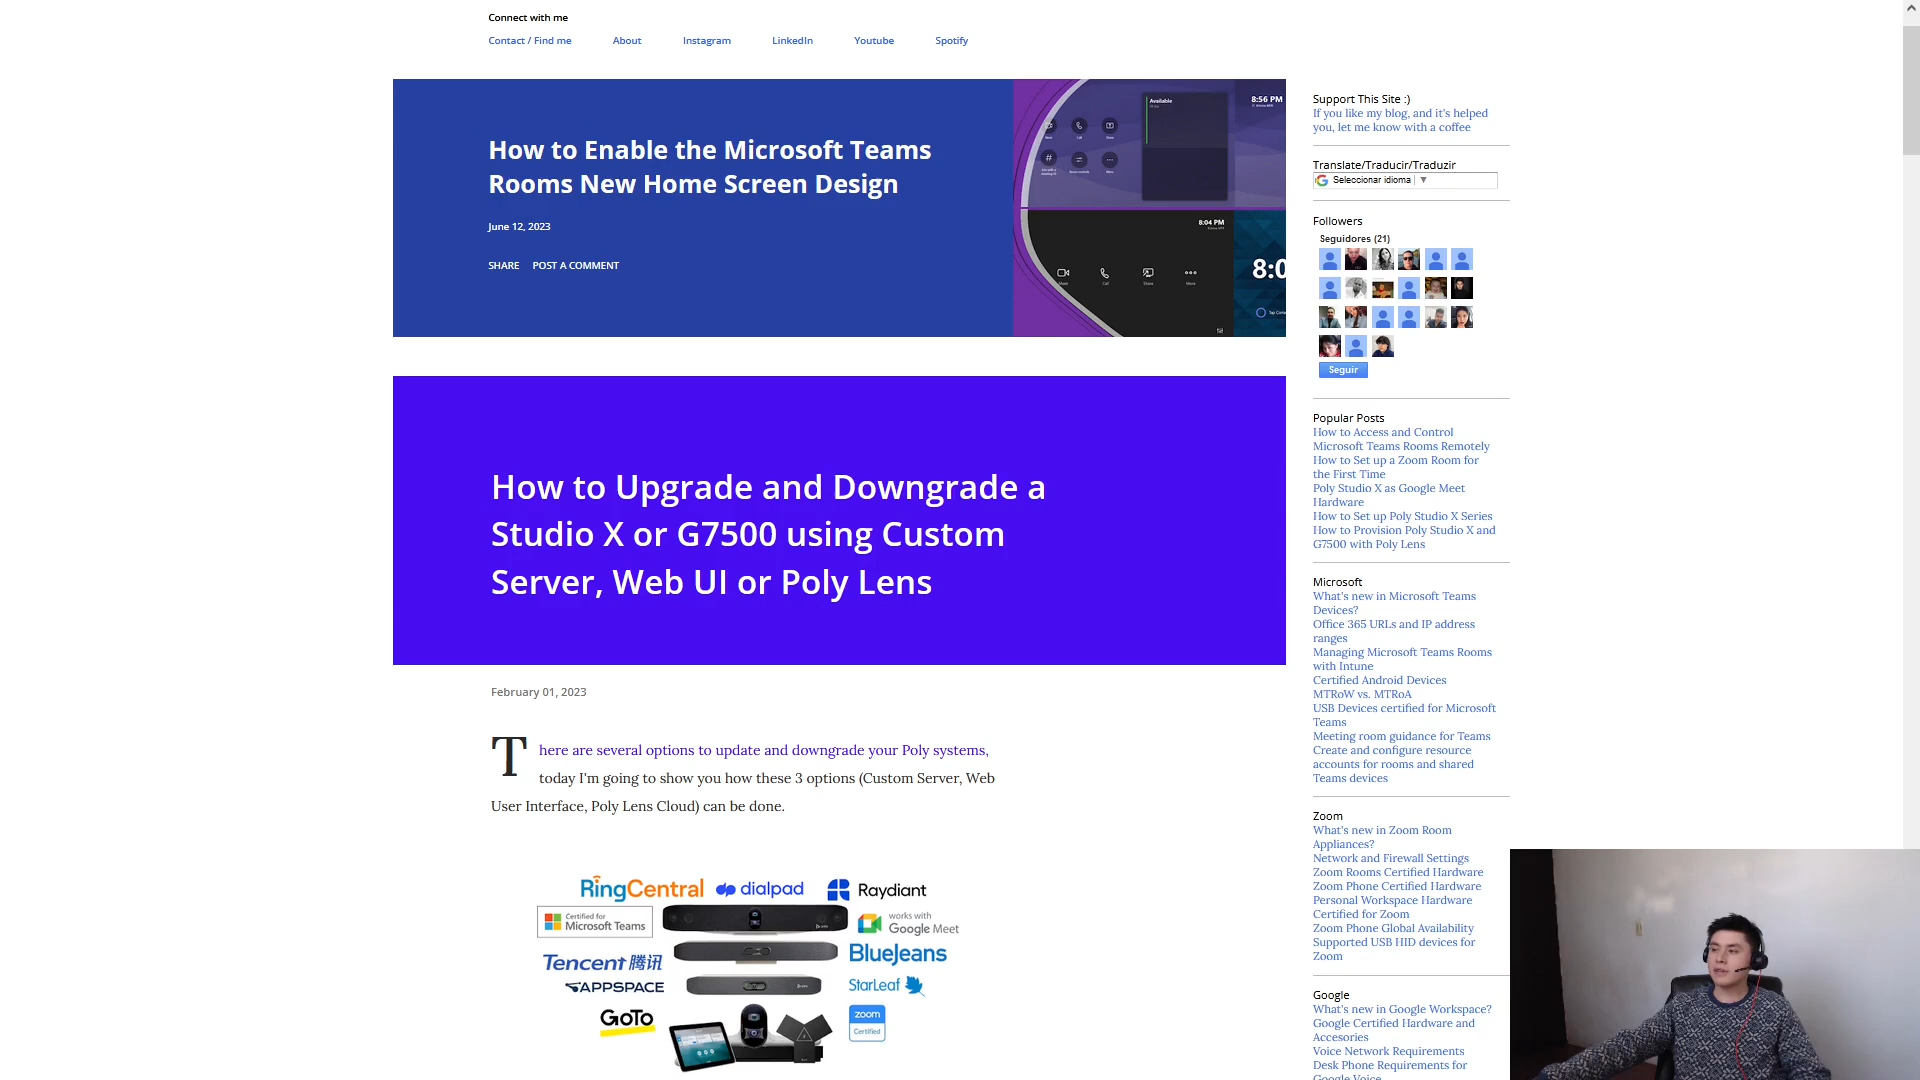 Connect with me
Contact / Find me
About
Instagram
LinkedIn
Youtube
Spotify
How to Enable the Microsoft Teams
Rooms New Home Screen Design
June 12, 2023
SHARE
POST A COMMENT
Available
8:56 PM
8:04 PM
8:0
How to Upgrade and Downgrade a
Studio X or G7500 using Custom
Server, Web UI or Poly Lens
February 01, 2023
There are several options to update and downgrade your Poly systems,
today I'm going to show you how these 3 options (Custom Server, Web
User Interface, Poly Lens Cloud) can be done.
RingCentral
dialpad
Raydiant
Certified for
Microsoft Teams
works with
Google Meet
Tencent 腾讯
BlueJeans
APPSPACE
StarLeaf
GoTo
zoom
Certified
Support This Site :)
If you like my blog, and it's helped
you, let me know with a coffee
Translate/Traducir/Traduzir
Seleccionar idioma ▼
Followers
Seguidores (21)
Seguir
Popular Posts
How to Access and Control
Microsoft Teams Rooms Remotely
How to Set up a Zoom Room for
the First Time
Poly Studio X as Google Meet
Hardware
How to Set up Poly Studio X Series
How to Provision Poly Studio X and
G7500 with Poly Lens
Microsoft
What's new in Microsoft Teams
Devices?
Office 365 URLs and IP address
ranges
Managing Microsoft Teams Rooms
with Intune
Certified Android Devices
MTRoW vs. MTRoA
USB Devices certified for Microsoft
Teams
Meeting room guidance for Teams
Create and configure resource
accounts for rooms and shared
Teams devices
Zoom
What's new in Zoom Room
Appliances?
Network and Firewall Settings
Zoom Rooms Certified Hardware
Zoom Phone Certified Hardware
Personal Workspace Hardware
Certified for Zoom
Zoom Phone Global Availability
Supported USB HID devices for
Zoom
Google
What's new in Google Workspace?
Google Certified Hardware and
Accesories
Voice Network Requirements
Desk Phone Requirements for
Google Voice